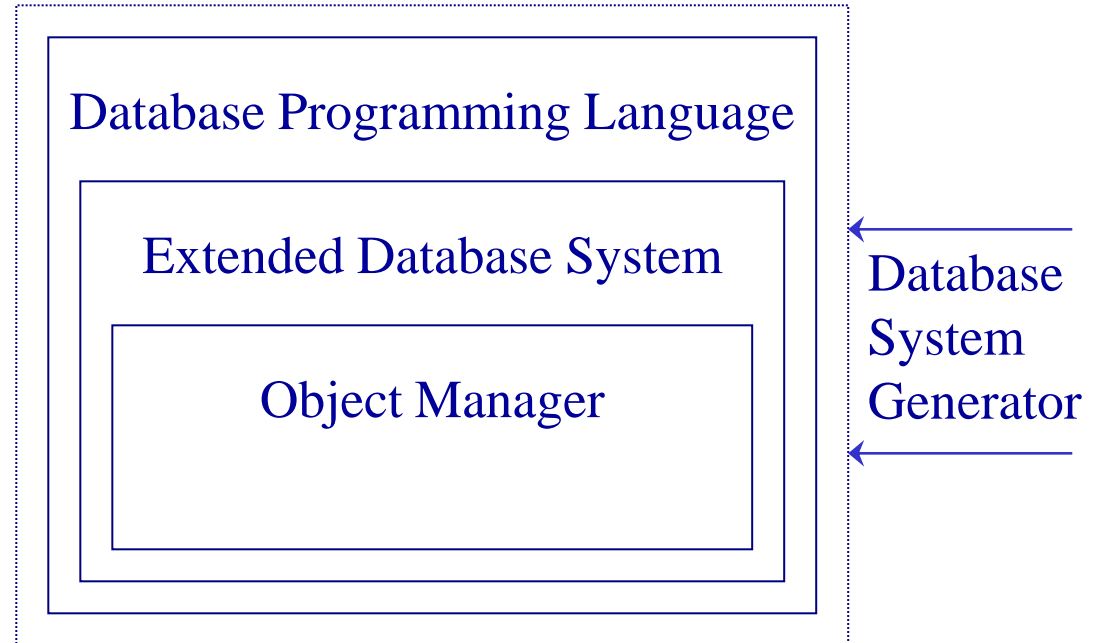 Database Programming Language
Extended Database System
Object Manager
Database
System
Generator